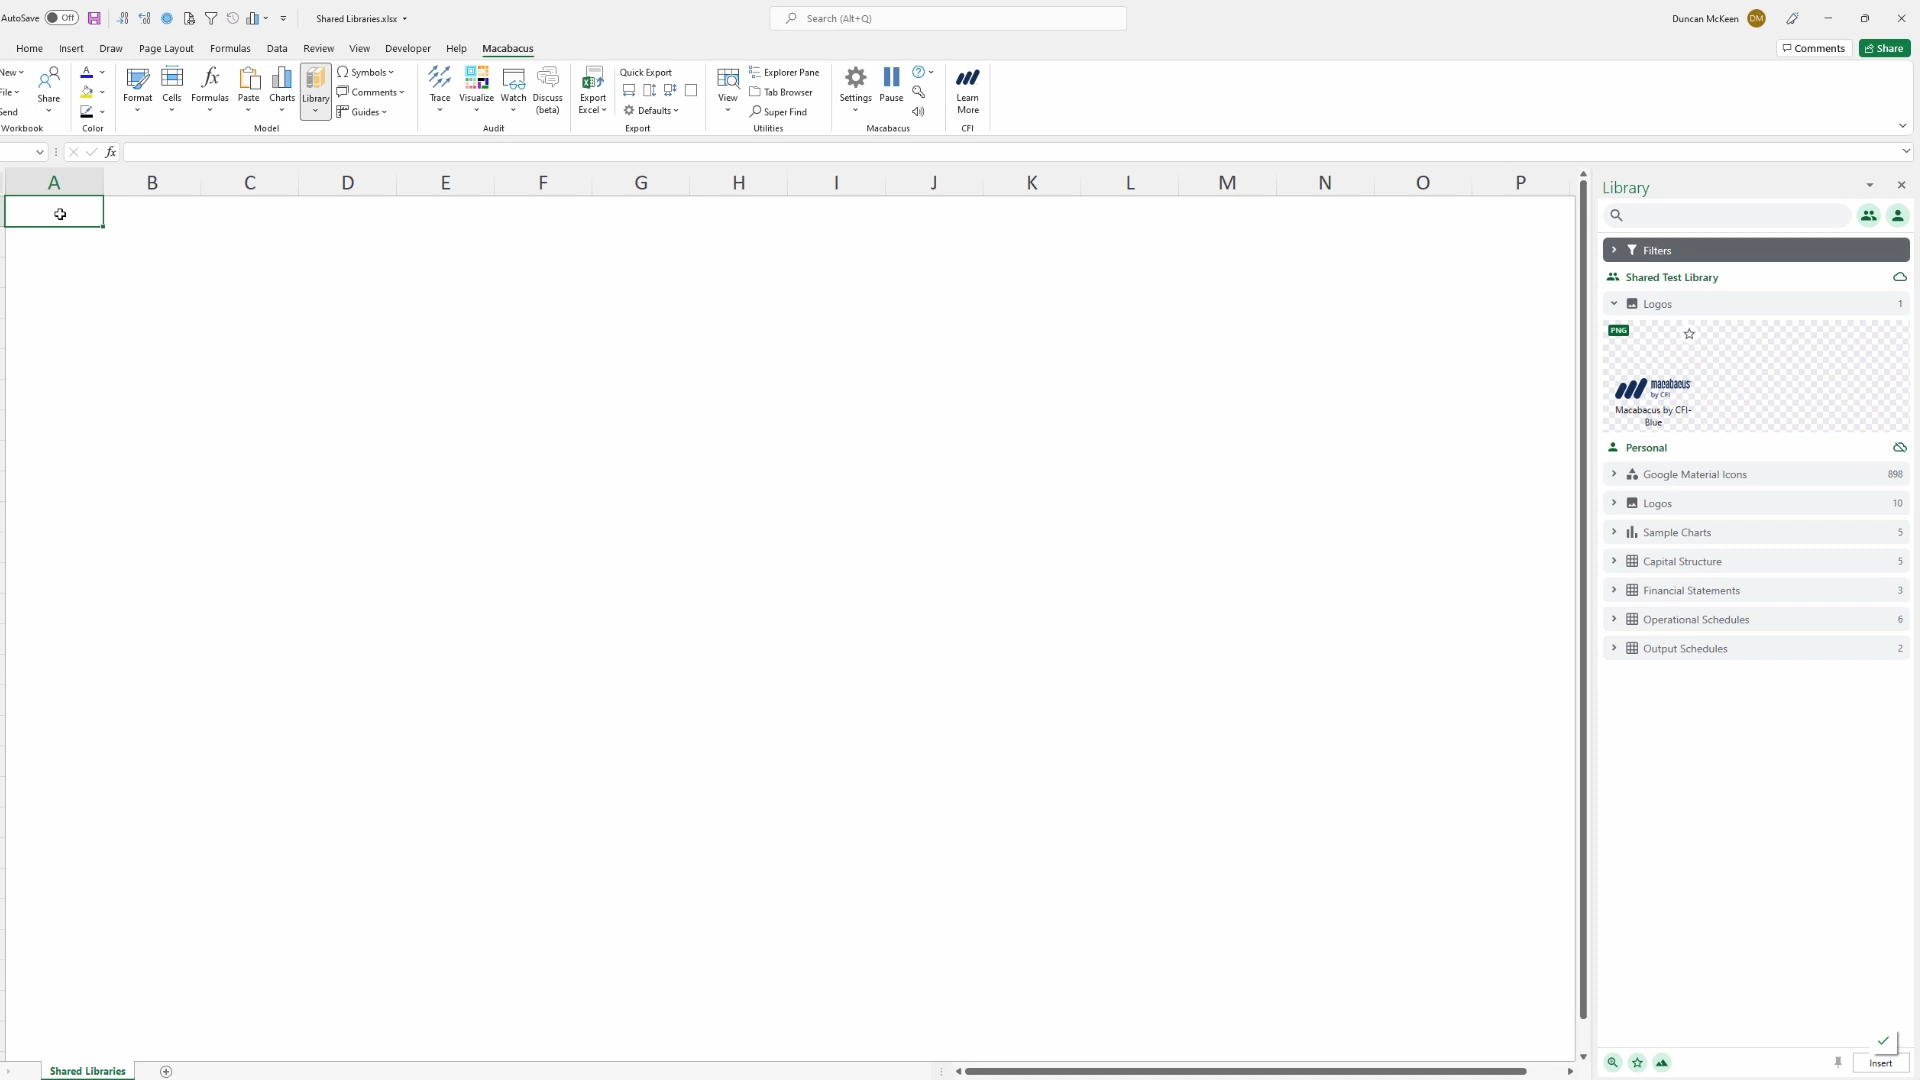 AutoSave Off Shared Libraries.xlsx Search (Alt+Q) Duncan McKeen DM
Home Insert Draw Page Layout Formulas Data Review View Developer Help Macabacus Comments Share
New
File
Send
Share
Workbook
Color
Format Cells Formulas Paste Charts Library
Symbols
Comments
Guides
Model
Trace Visualize Watch Discuss
(beta)
Audit
Export
Excel
Quick Export
Defaults
Export
View
Explorer Pane
Tab Browser
Super Find
Utilities
Settings Pause
Macabacus
Learn
More
CFI
fx
A B C D E F G H I J K L M N O P
Library
Filters
Shared Test Library
Logos 1
PNG
macabacus
by CFI
Macabacus by CFI-
Blue
Personal
Google Material Icons 898
Logos 10
Sample Charts 5
Capital Structure 5
Financial Statements 3
Operational Schedules 6
Output Schedules 2
Insert
Shared Libraries